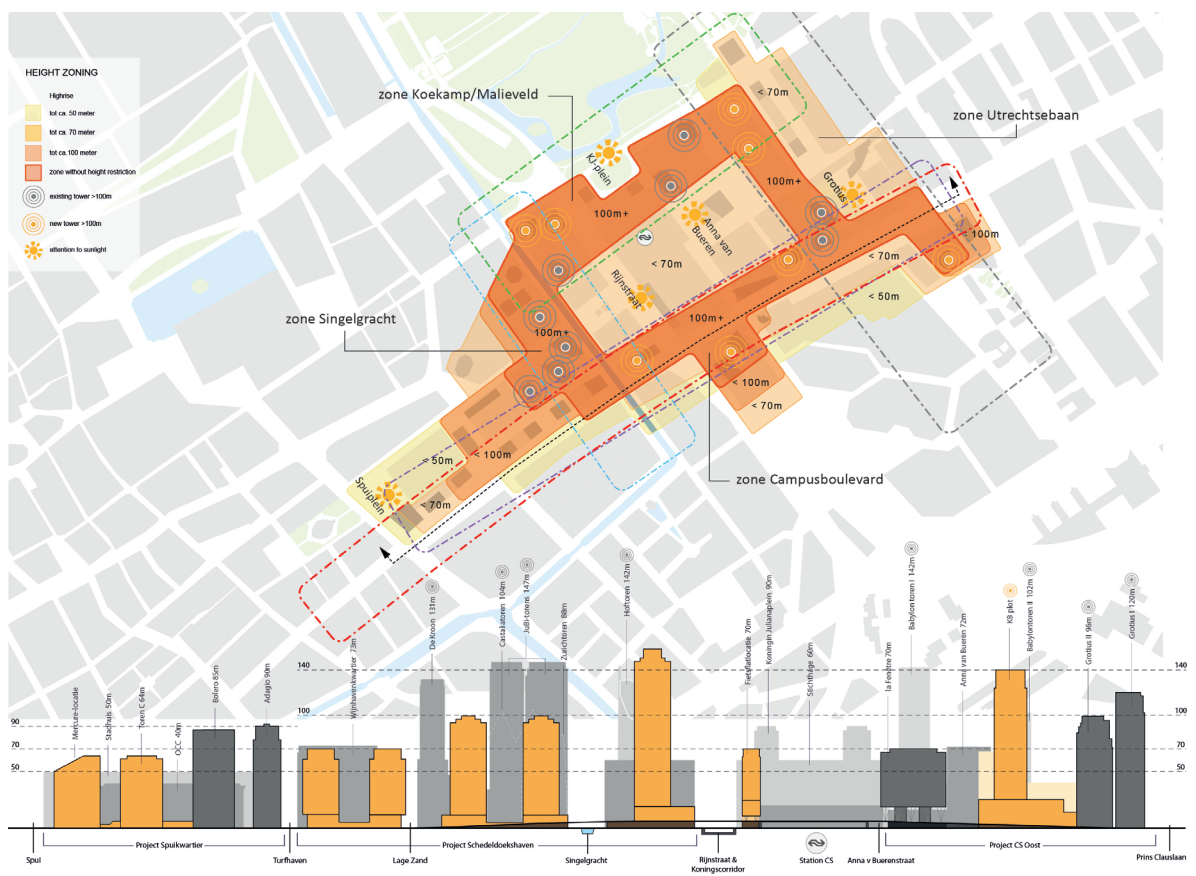 HEIGHT ZONING
Highrise
tot ca. 50 meter
tot ca. 70 meter
tot ca.100 meter
zone without height restriction
existing tower >100m
new tower >100m
attention to sunlight
zone Koekamp/Malieveld
zone Utrechtsebaan
zone Singelgracht
zone Campusboulevard
< 70m
KJ-plein
Grotius
100m+
100m+
Anna van
Bueren
< 100m
< 70m
< 70m
Rijnstraat
< 50m
100m+
100m+
< 100m
< 70m
< 50m
< 100m
Spuiplein
< 70m
Mercure-locatie
Stadhuis 50m
Toren C 64m
OCC 40m
Bolero 85m
Adagio 90m
Wijnhavenkwartier 73m
De Kroon 131m
Castaliatoren 104m
JuBi-torens 147m
Zurichtoren 88m
Hoftoren 142m
Fietsflatlocatie 70m
Koningin Julianaplein 90m
Stichthage 60m
la Fenêtre 70m
Babylontoren I 142m
Anna van Bueren 72m
KB plot
Babylontoren II 102m
Grotius II 96m
Grotius I 120m
140
100
90
70
50
140
100
70
50
Project Spuikwartier
Project Schedeldoekshaven
Project CS Oost
Spui
Turfhaven
Lage Zand
Singelgracht
Rijnstraat &
Koningscorridor
Station CS
Anna v Buerenstraat
Prins Clauslaan